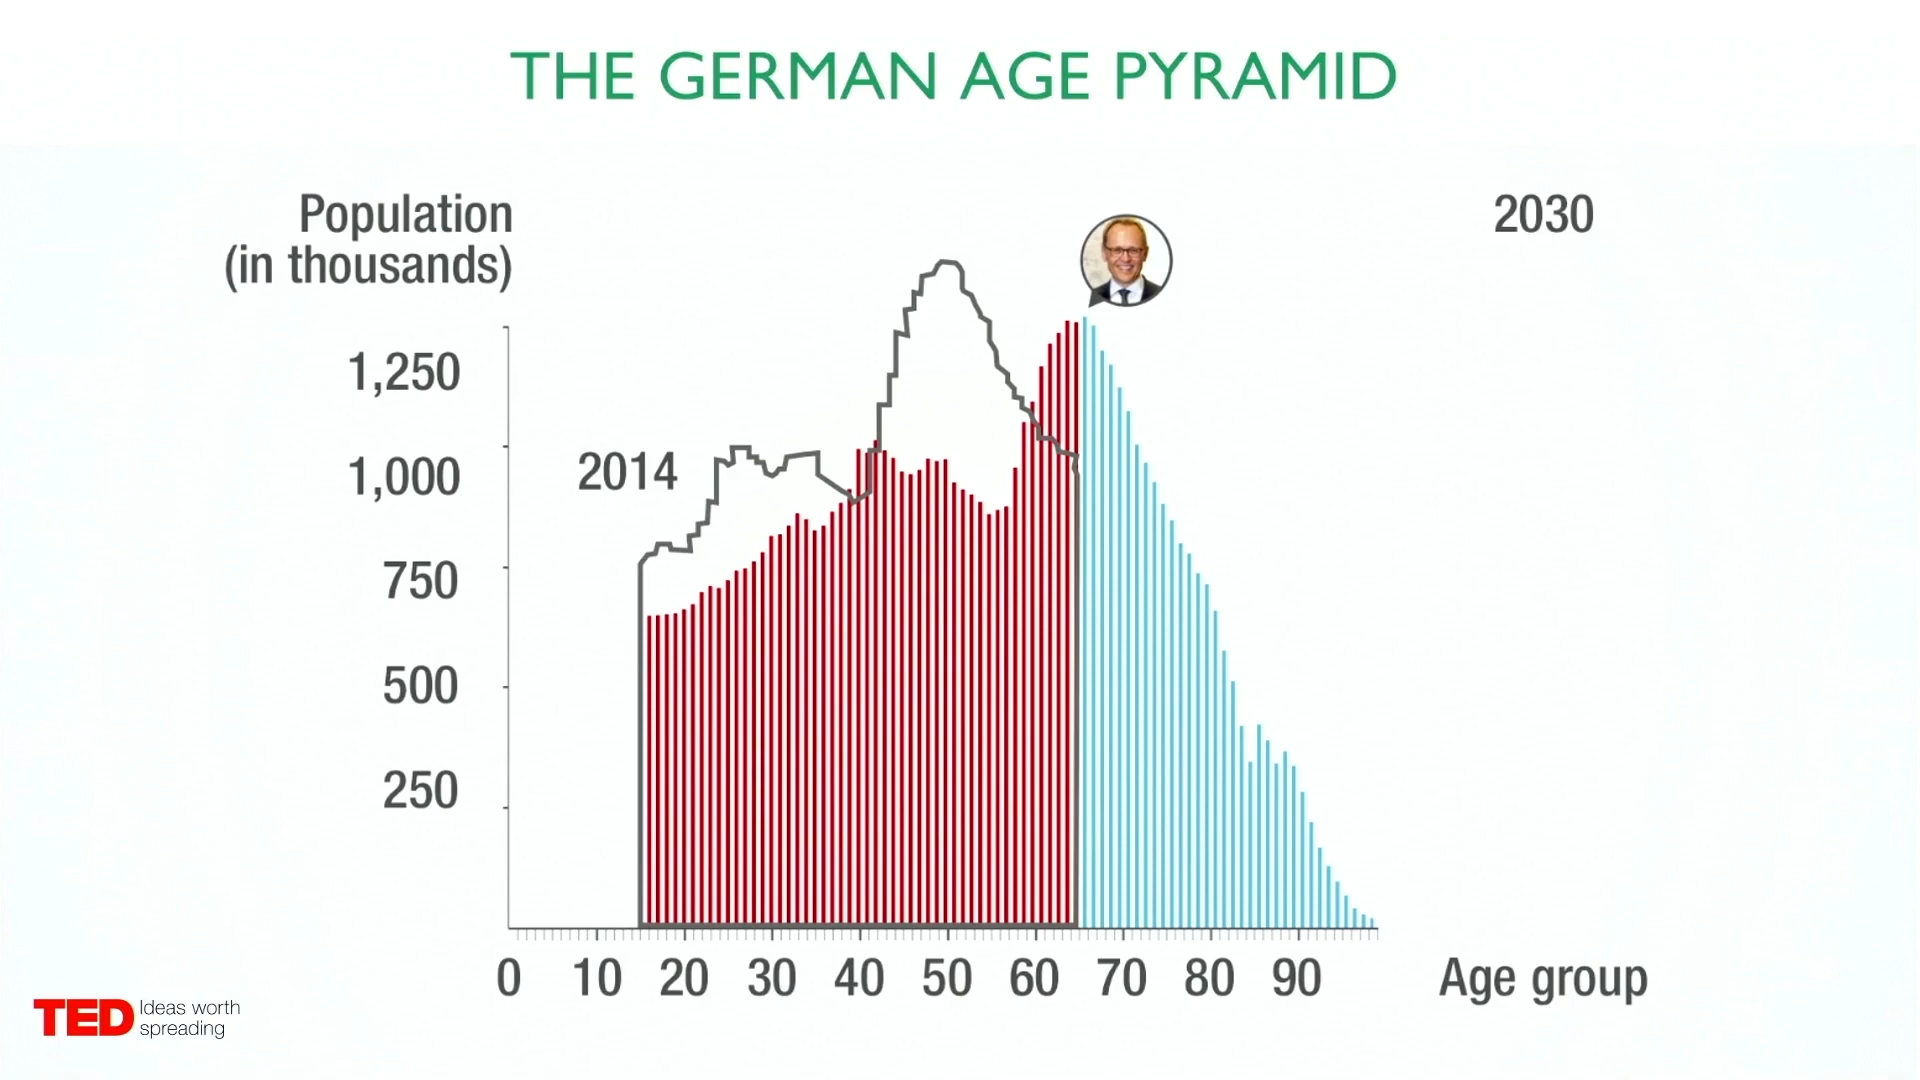 THE GERMAN AGE PYRAMID
Population
(in thousands)
2030
1,250
1,000
2014
750
500
250
0 10 20 30 40 50 60 70 80 90
Age group
TED Ideas worth
spreading